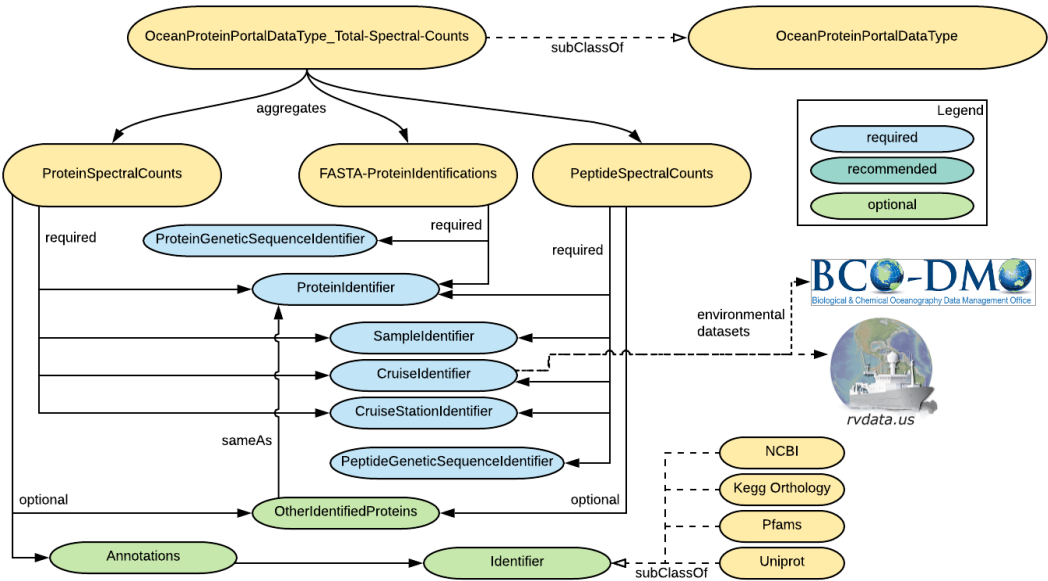 OceanProteinPortalDataType_Total-Spectral-Counts
subClassOf
OceanProteinPortalDataType
aggregates
Legend
required
recommended
optional
ProteinSpectralCounts
FASTA-ProteinIdentifications
PeptideSpectralCounts
required
required
required
ProteinGeneticSequenceIdentifier
ProteinIdentifier
BCO-DMO
Biological & Chemical Oceanography Data Management Office
environmental
datasets
SampleIdentifier
CruiseIdentifier
CruiseStationIdentifier
rvdata.us
sameAs
PeptideGeneticSequenceIdentifier
NCBI
Kegg Orthology
Pfams
Uniprot
optional
OtherIdentifiedProteins
optional
Annotations
Identifier
subClassOf